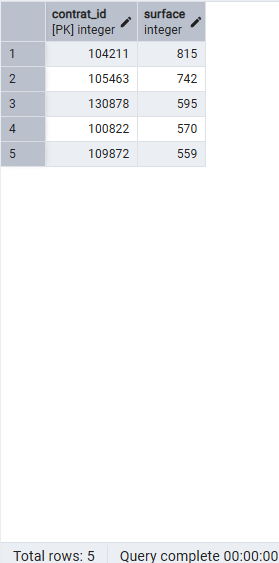 contrat_id surface
[PK] integer integer
1 104211 815
2 105463 742
3 130878 595
4 100822 570
5 109872 559
Total rows: 5 Query complete 00:00:00